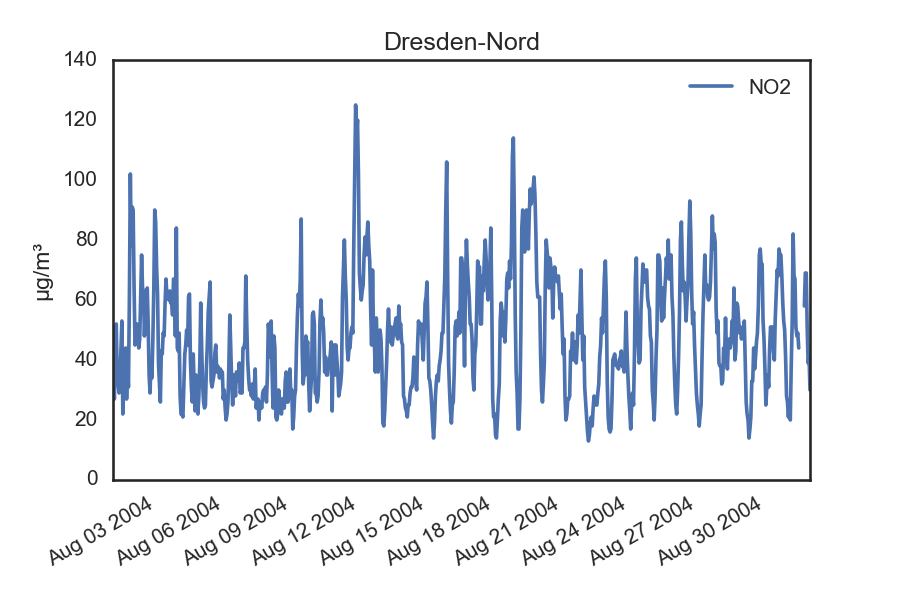 Dresden-Nord
NO2
µg/m³
140
120
100
80
60
40
20
0
Aug 03 2004
Aug 06 2004
Aug 09 2004
Aug 12 2004
Aug 15 2004
Aug 18 2004
Aug 21 2004
Aug 24 2004
Aug 27 2004
Aug 30 2004